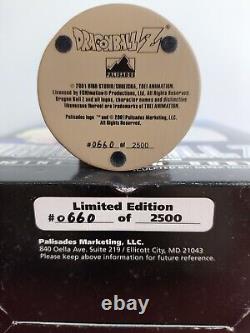 DRAGONBALL Z
PALISADES
© 2001 BIRD STUDIO/SHUEISHA, TOEI ANIMATION.
Licensed by FUNimation® Productions, Ltd. All Rights Reserved.
Dragon Ball Z and all logos, character names and distinctive
likenesses thereof are trademarks of TOEI ANIMATION.
Palisades logo ™ and © 2001 Palisades Marketing, LLC.
All Rights Reserved.
#0660 of 2500
Limited Edition
#0660 of 2500
Palisades Marketing, LLC.
840 Oella Ave. Suite 219 / Ellicott City, MD 21043
Please keep above information for future reference.